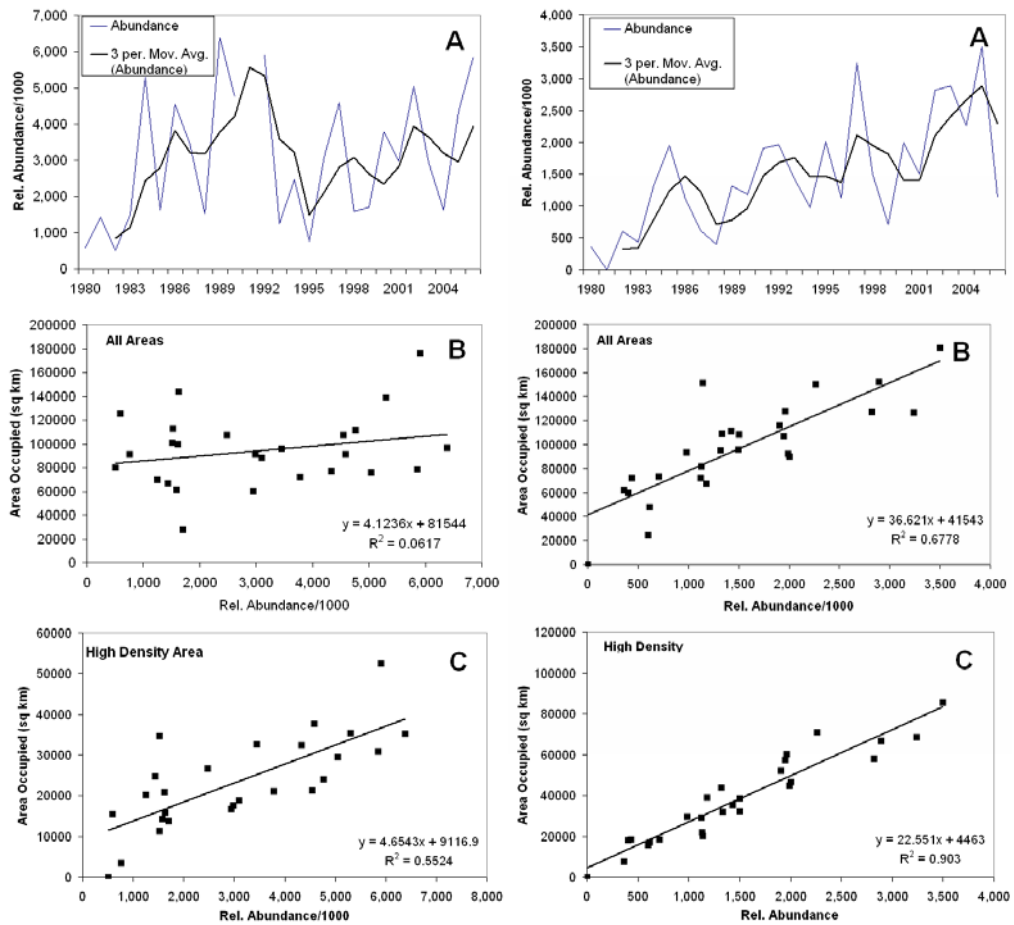 7,000
6,000
5,000
4,000
3,000
2,000
1,000
0
Rel. Abundance/1000
Abundance
3 per. Mov. Avg.
(Abundance)
A
1980 1983 1986 1989 1992 1995 1998 2001 2004
4,000
3,500
3,000
2,500
2,000
1,500
1,000
500
0
Rel. Abundance/1000
Abundance
3 per. Mov. Avg.
(Abundance)
A
1980 1983 1986 1989 1992 1995 1998 2001 2004
200000
180000
160000
140000
120000
100000
80000
60000
40000
20000
0
Area Occupied (sq km)
All Areas
B
y = 4.1236x + 81544
R² = 0.0617
0 1,000 2,000 3,000 4,000 5,000 6,000 7,000
Rel. Abundance/1000
200000
180000
160000
140000
120000
100000
80000
60000
40000
20000
0
Area Occupied (sq km)
All Areas
B
y = 36.621x + 41543
R² = 0.6778
0 500 1,000 1,500 2,000 2,500 3,000 3,500 4,000
Rel. Abundance/1000
60000
50000
40000
30000
20000
10000
0
Area Occupied (sq km)
High Density Area
C
y = 4.6543x + 9116.9
R² = 0.5524
0 1,000 2,000 3,000 4,000 5,000 6,000 7,000 8,000
Rel. Abundance/1000
120000
100000
80000
60000
40000
20000
0
Area Occupied (sq km)
High Density
C
y = 22.551x + 4463
R² = 0.903
0 500 1,000 1,500 2,000 2,500 3,000 3,500 4,000
Rel. Abundance